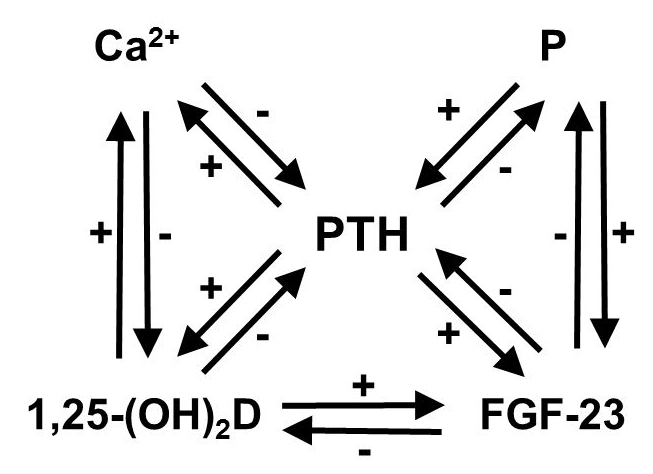 Ca²⁺ P
- +
+ -
+ - PTH - +
+ -
- +
+
1,25-(OH)₂D FGF-23
-